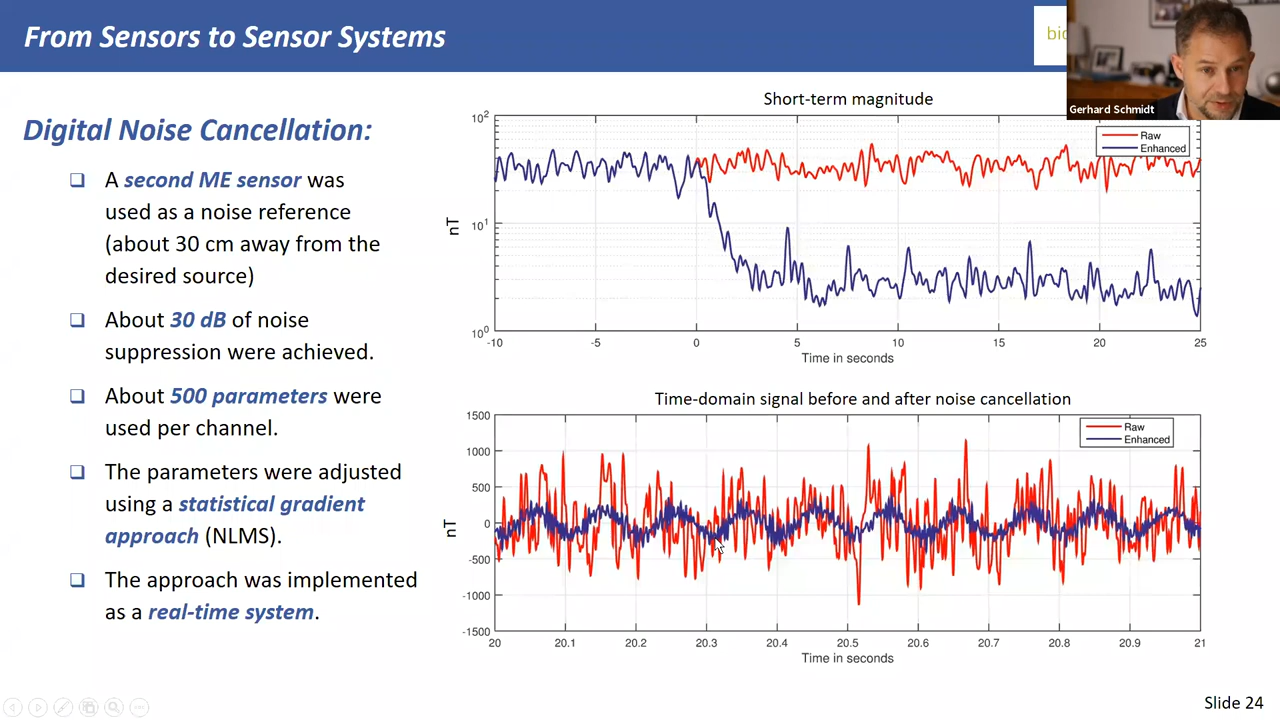 From Sensors to Sensor Systems
Gerhard Schmidt
Digital Noise Cancellation:
A second ME sensor was
used as a noise reference
(about 30 cm away from the
desired source)
About 30 dB of noise
suppression were achieved.
About 500 parameters were
used per channel.
The parameters were adjusted
using a statistical gradient
approach (NLMS).
The approach was implemented
as a real-time system.
Short-term magnitude
Raw
Enhanced
10²
10¹
10⁰
nT
-10 -5 0 5 10 15 20 25
Time in seconds
Time-domain signal before and after noise cancellation
Raw
Enhanced
1500
1000
500
0
-500
-1000
-1500
nT
20 20.1 20.2 20.3 20.4 20.5 20.6 20.7 20.8 20.9 21
Time in seconds
Slide 24